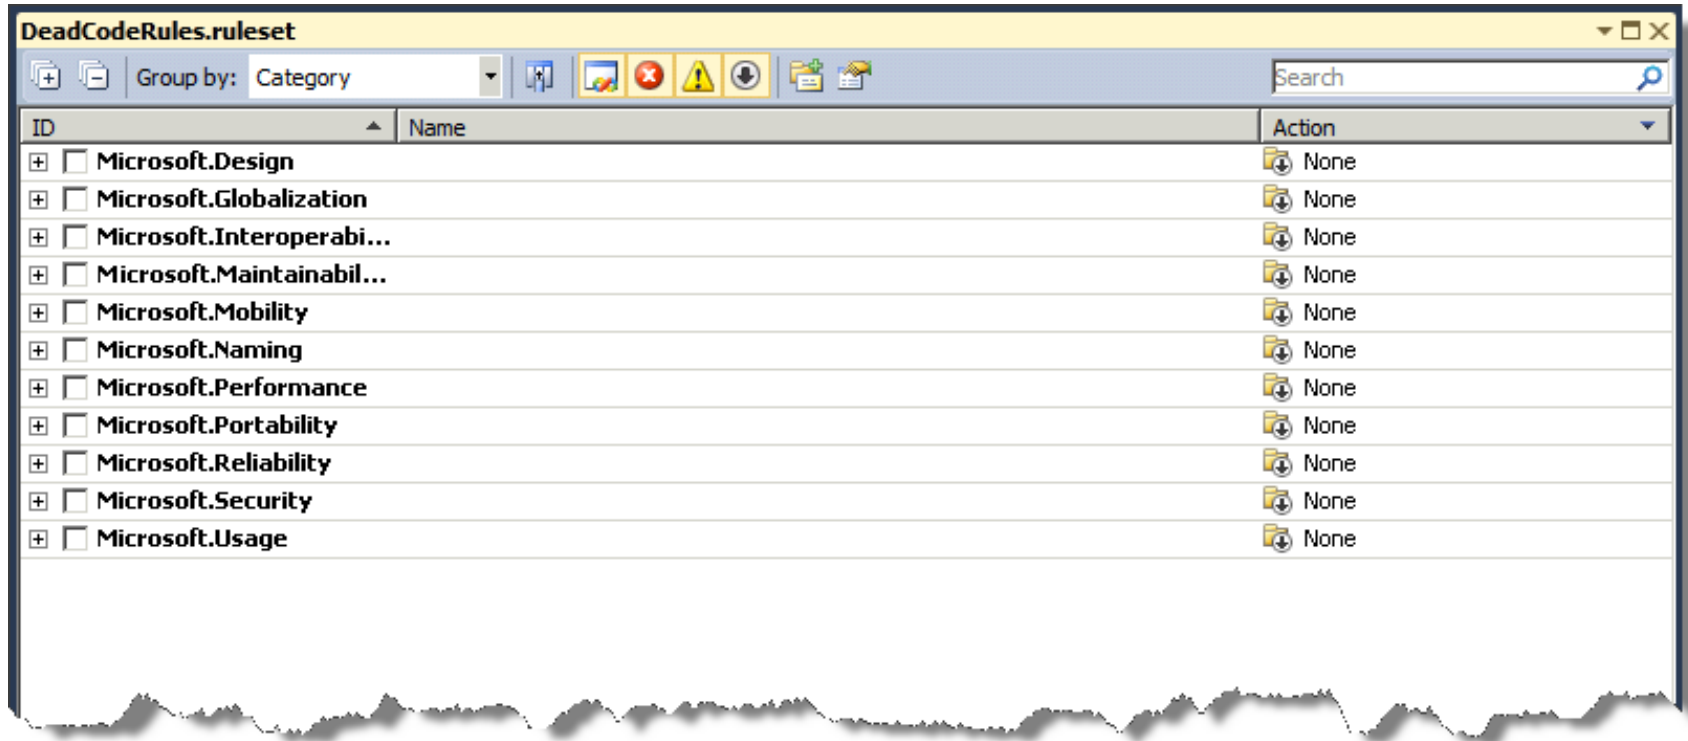 DeadCodeRules.ruleset
Group by: Category Search
ID Name Action
Microsoft.Design None
Microsoft.Globalization None
Microsoft.Interoperabi... None
Microsoft.Maintainabil... None
Microsoft.Mobility None
Microsoft.Naming None
Microsoft.Performance None
Microsoft.Portability None
Microsoft.Reliability None
Microsoft.Security None
Microsoft.Usage None